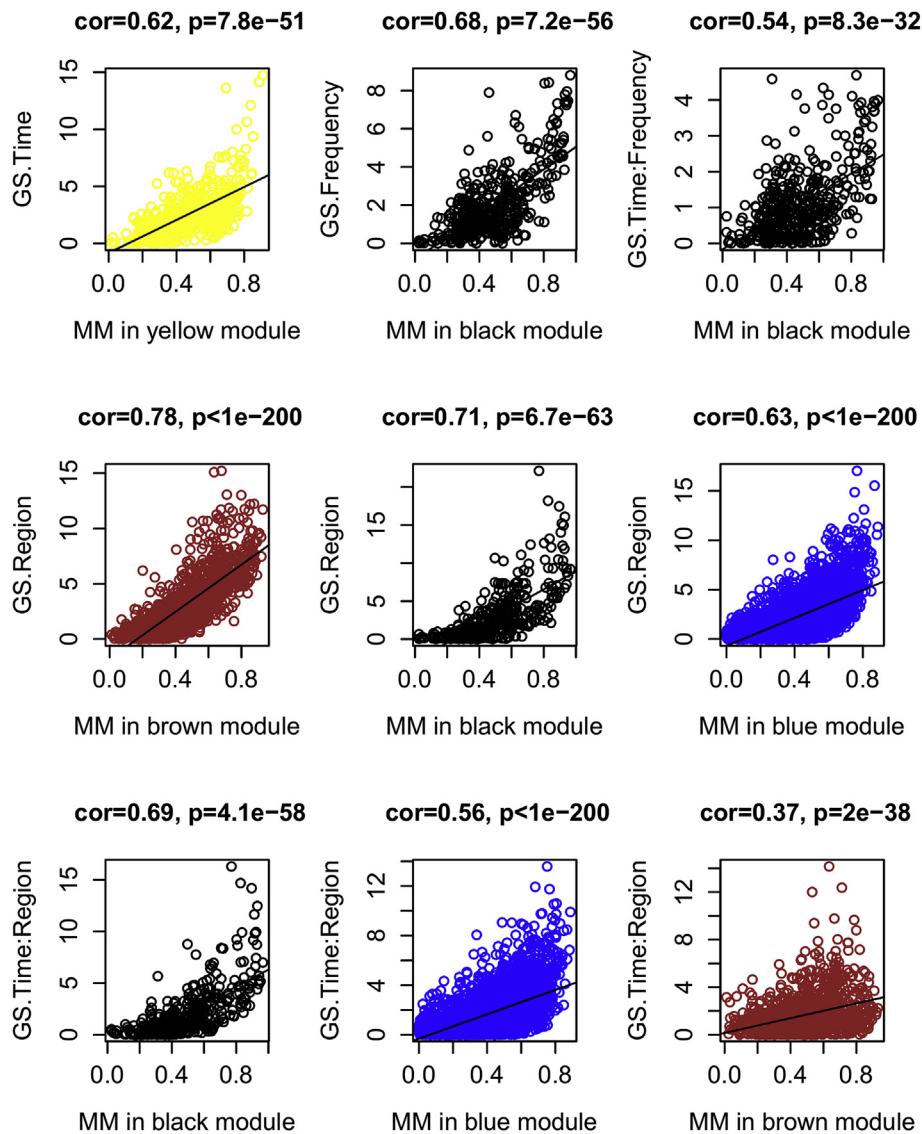 cor=0.62, p=7.8e−51
GS.Time
15
10
5
0
0.0 0.4 0.8
MM in yellow module
cor=0.68, p=7.2e−56
GS.Frequency
8
6
4
2
0
0.0 0.4 0.8
MM in black module
cor=0.54, p=8.3e−32
GS.Time:Frequency
4
3
2
1
0
0.0 0.4 0.8
MM in black module
cor=0.78, p<1e−200
GS.Region
15
10
5
0
0.0 0.4 0.8
MM in brown module
cor=0.71, p=6.7e−63
GS.Region
15
10
5
0
0.0 0.4 0.8
MM in black module
cor=0.63, p<1e−200
GS.Region
15
10
5
0
0.0 0.4 0.8
MM in blue module
cor=0.69, p=4.1e−58
GS.Time:Region
15
10
5
0
0.0 0.4 0.8
MM in black module
cor=0.56, p<1e−200
GS.Time:Region
12
8
4
0
0.0 0.4 0.8
MM in blue module
cor=0.37, p=2e−38
GS.Time:Region
12
8
4
0
0.0 0.4 0.8
MM in brown module